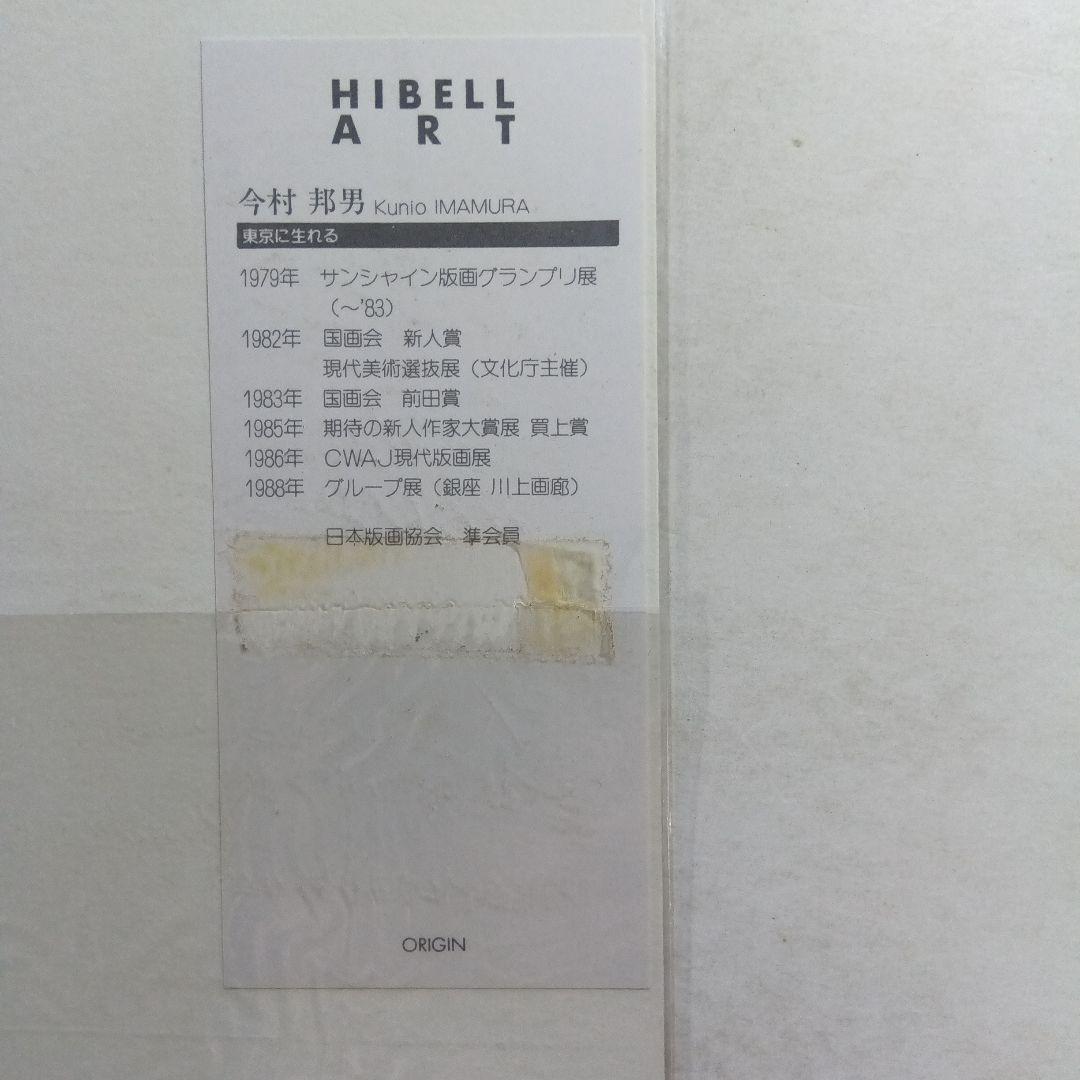 HIBELL
ART
今村 邦男 Kunio IMAMURA
東京に生れる
1979年 サンシャイン版画グランプリ展
（～'83）
1982年 国画会 新人賞
現代美術選抜展（文化庁主催）
1983年 国画会 前田賞
1985年 期待の新人作家大賞展 買上賞
1986年 CWAJ現代版画展
1988年 グループ展（銀座 川上画廊）
日本版画協会 準会員
ORIGIN